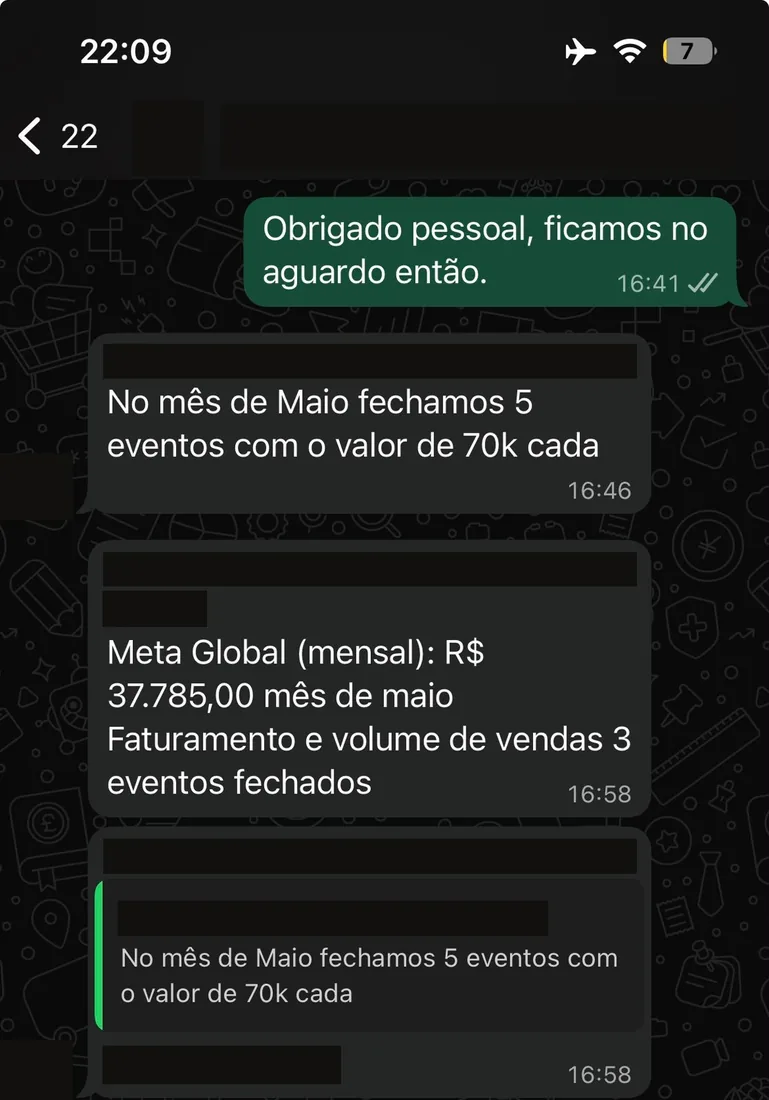 22:09
7
22
Obrigado pessoal, ficamos no
aguardo então.
16:41
No mês de Maio fechamos 5
eventos com o valor de 70k cada
16:46
Meta Global (mensal): R$
37.785,00 mês de maio
Faturamento e volume de vendas 3
eventos fechados
16:58
No mês de Maio fechamos 5 eventos com
o valor de 70k cada
16:58